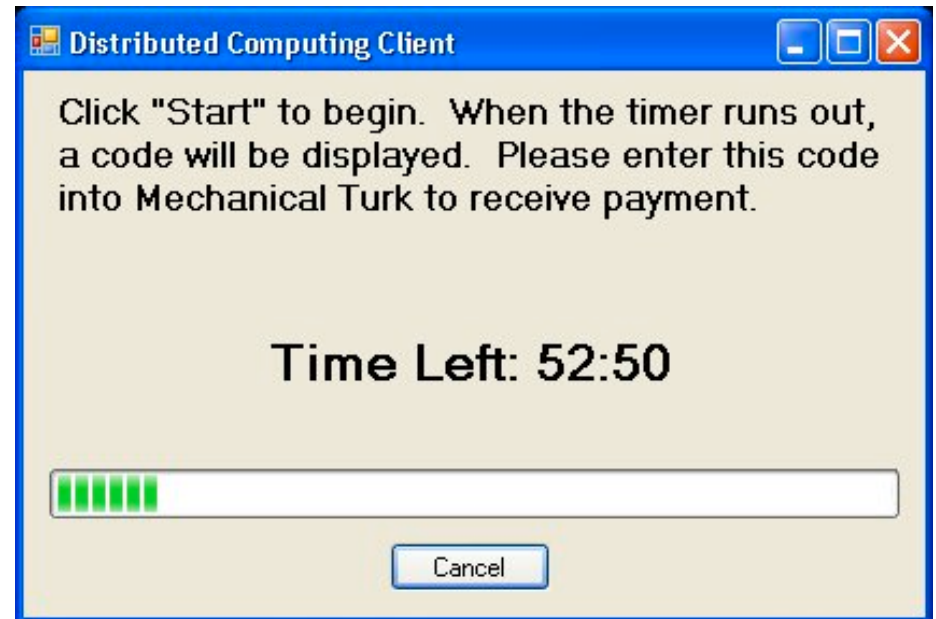 Distributed Computing Client
Click "Start" to begin.  When the timer runs out,
a code will be displayed.  Please enter this code
into Mechanical Turk to receive payment.
Time Left: 52:50
Cancel